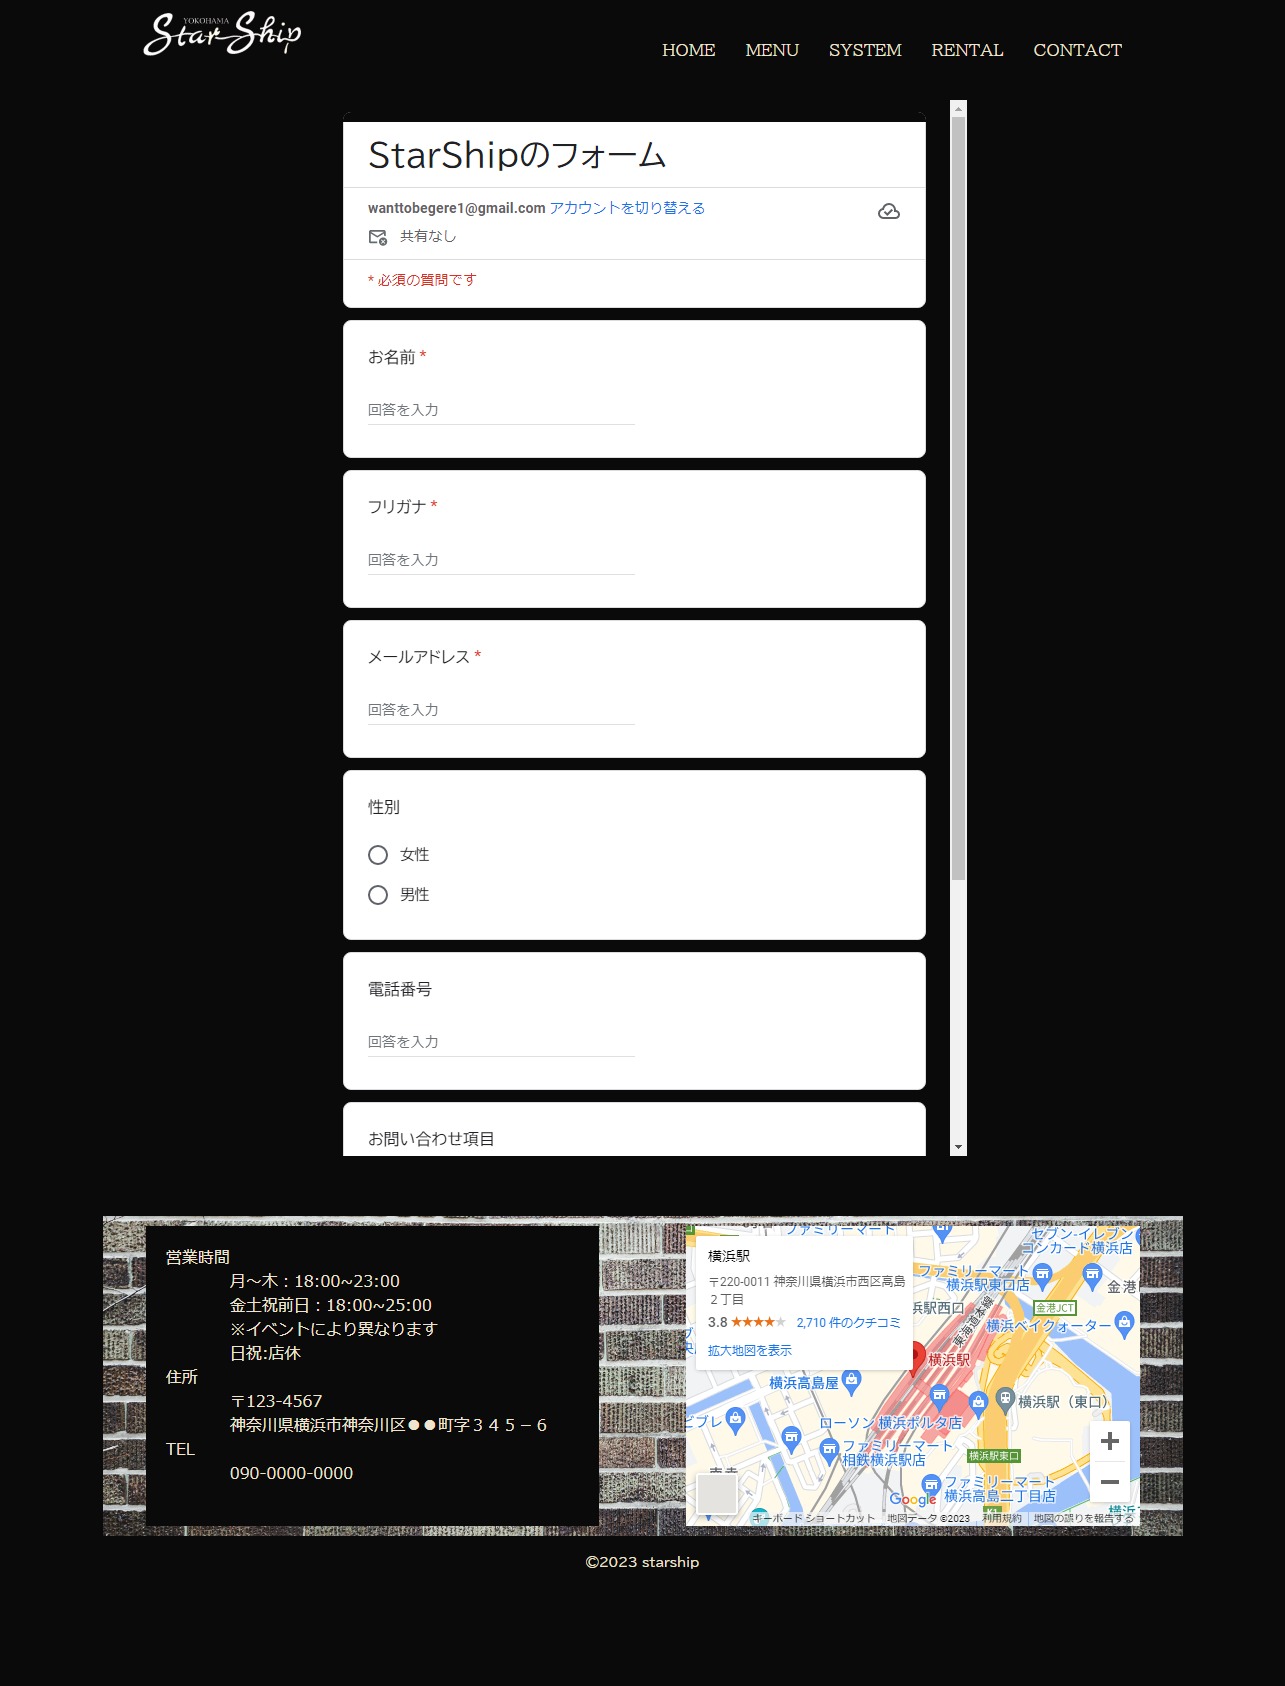 YOKOHAMA
Star Ship
HOME MENU SYSTEM RENTAL CONTACT
StarShipのフォーム
wanttobegere1@gmail.com アカウントを切り替える
共有なし
* 必須の質問です
お名前 *
回答を入力
フリガナ *
回答を入力
メールアドレス *
回答を入力
性別
女性
男性
電話番号
回答を入力
お問い合わせ項目
営業時間
月～木：18:00~23:00
金土祝前日：18:00~25:00
※イベントにより異なります
日祝:店休
住所
〒123-4567
神奈川県横浜市神奈川区●●町字３４５－６
TEL
090-0000-0000
ファミリーマート
セブン-イレブン
コンカード横浜店
横浜駅
〒220-0011 神奈川県横浜市西区高島
２丁目
3.8 ★★★★★ 2,710 件のクチコミ
拡大地図を表示
ファミリーマート
横浜駅東口店
金港
浜駅西口
金港JCT
東海道本線
横浜ベイクォーター
横浜駅
横浜高島屋
横浜駅（東口）
ビブレ
ローソン 横浜ポルタ店
ファミリーマート
相鉄横浜駅店
横浜駅東口
ファミリーマート
横浜高島二丁目店
Google
K1
キーボード ショートカット 地図データ ©2023 利用規約 地図の誤りを報告する
©2023 starship